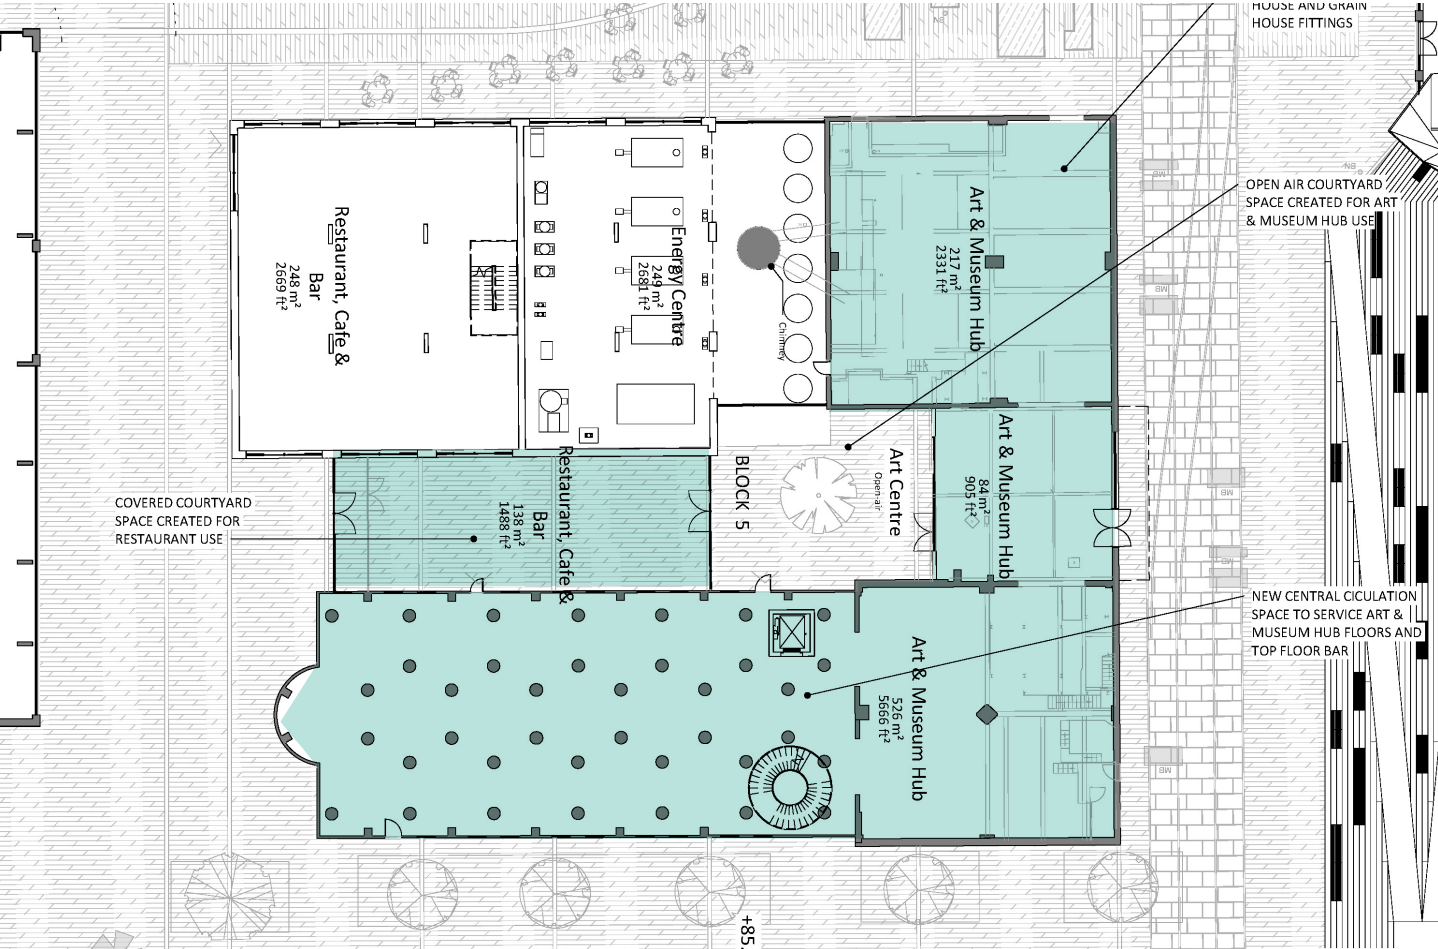 HOUSE AND GRAIN
HOUSE FITTINGS
OPEN AIR COURTYARD
SPACE CREATED FOR ART
& MUSEUM HUB USE
Restaurant, Cafe &
Bar
248 m²
2669 ft²
Energy Centre
249 m²
2681 ft²
Chimney
Art & Museum Hub
217 m²
2331 ft²
COVERED COURTYARD
SPACE CREATED FOR
RESTAURANT USE
Restaurant, Cafe &
Bar
138 m²
1488 ft²
BLOCK 5
Art Centre
Open-air
Art & Museum Hub
84 m²
905 ft²
NEW CENTRAL CICULATION
SPACE TO SERVICE ART &
MUSEUM HUB FLOORS AND
TOP FLOOR BAR
Art & Museum Hub
526 m²
5666 ft²
MB
MB
MB
MB
+85.